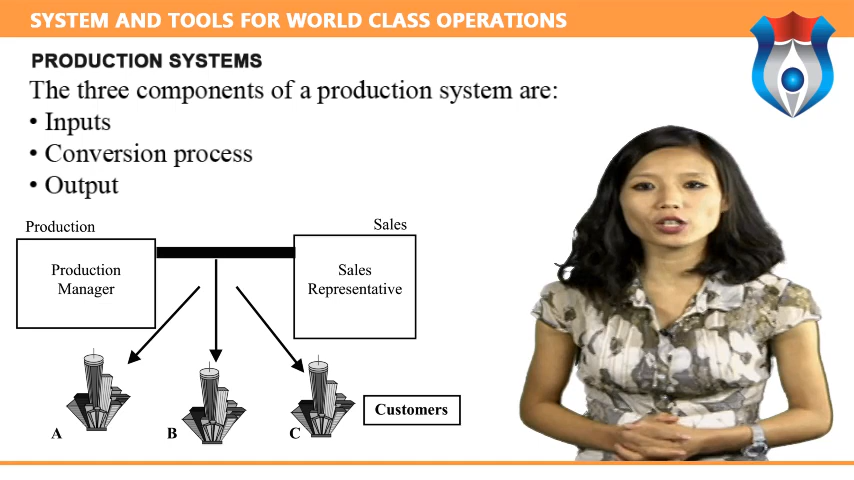 SYSTEM AND TOOLS FOR WORLD CLASS OPERATIONS
PRODUCTION SYSTEMS
The three components of a production system are:
• Inputs
• Conversion process
• Output
Production
Sales
Production
Manager
Sales
Representative
Customers
A
B
C